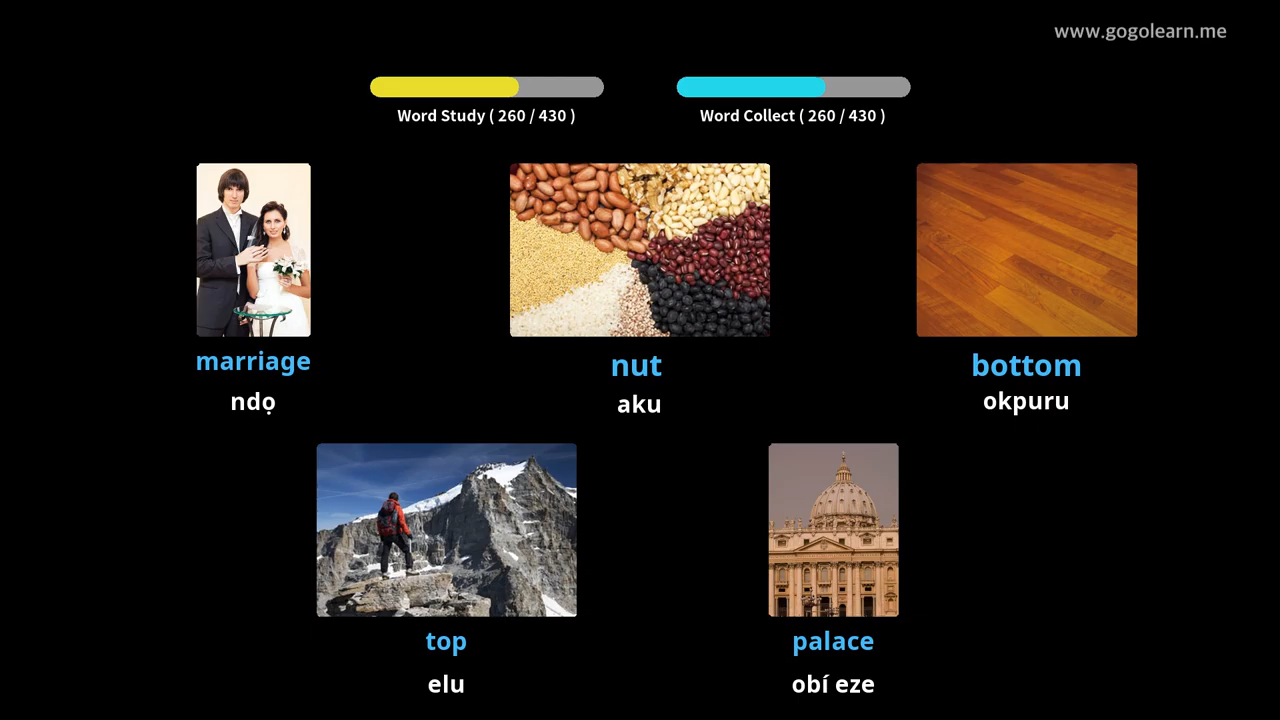 www.gogolearn.me
Word Study ( 260 / 430 )
Word Collect ( 260 / 430 )
marriage
ndọ
nut
aku
bottom
okpuru
top
elu
palace
obí eze